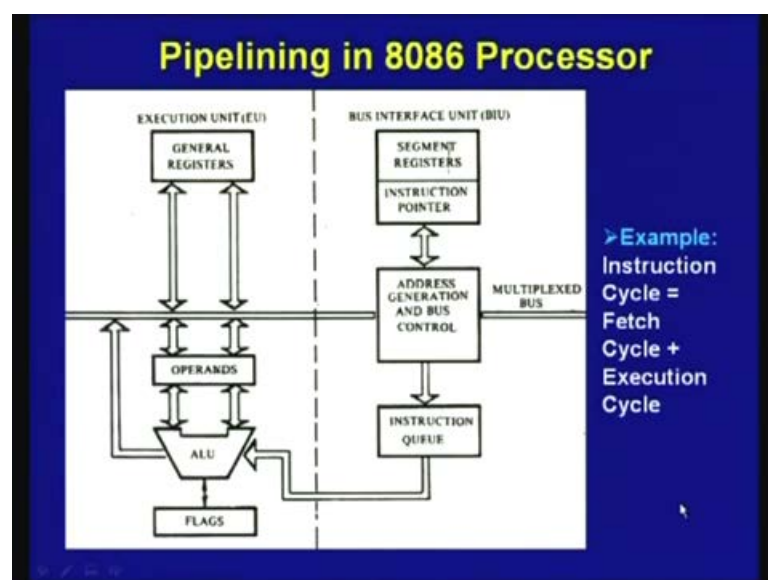 Pipelining in 8086 Processor
EXECUTION UNIT (EU)
BUS INTERFACE UNIT (BIU)
GENERAL
REGISTERS
SEGMENT
REGISTERS
INSTRUCTION
POINTER
ADDRESS
GENERATION
AND BUS
CONTROL
MULTIPLEXED
BUS
OPERANDS
ALU
INSTRUCTION
QUEUE
FLAGS
➢Example:
Instruction
Cycle =
Fetch
Cycle +
Execution
Cycle